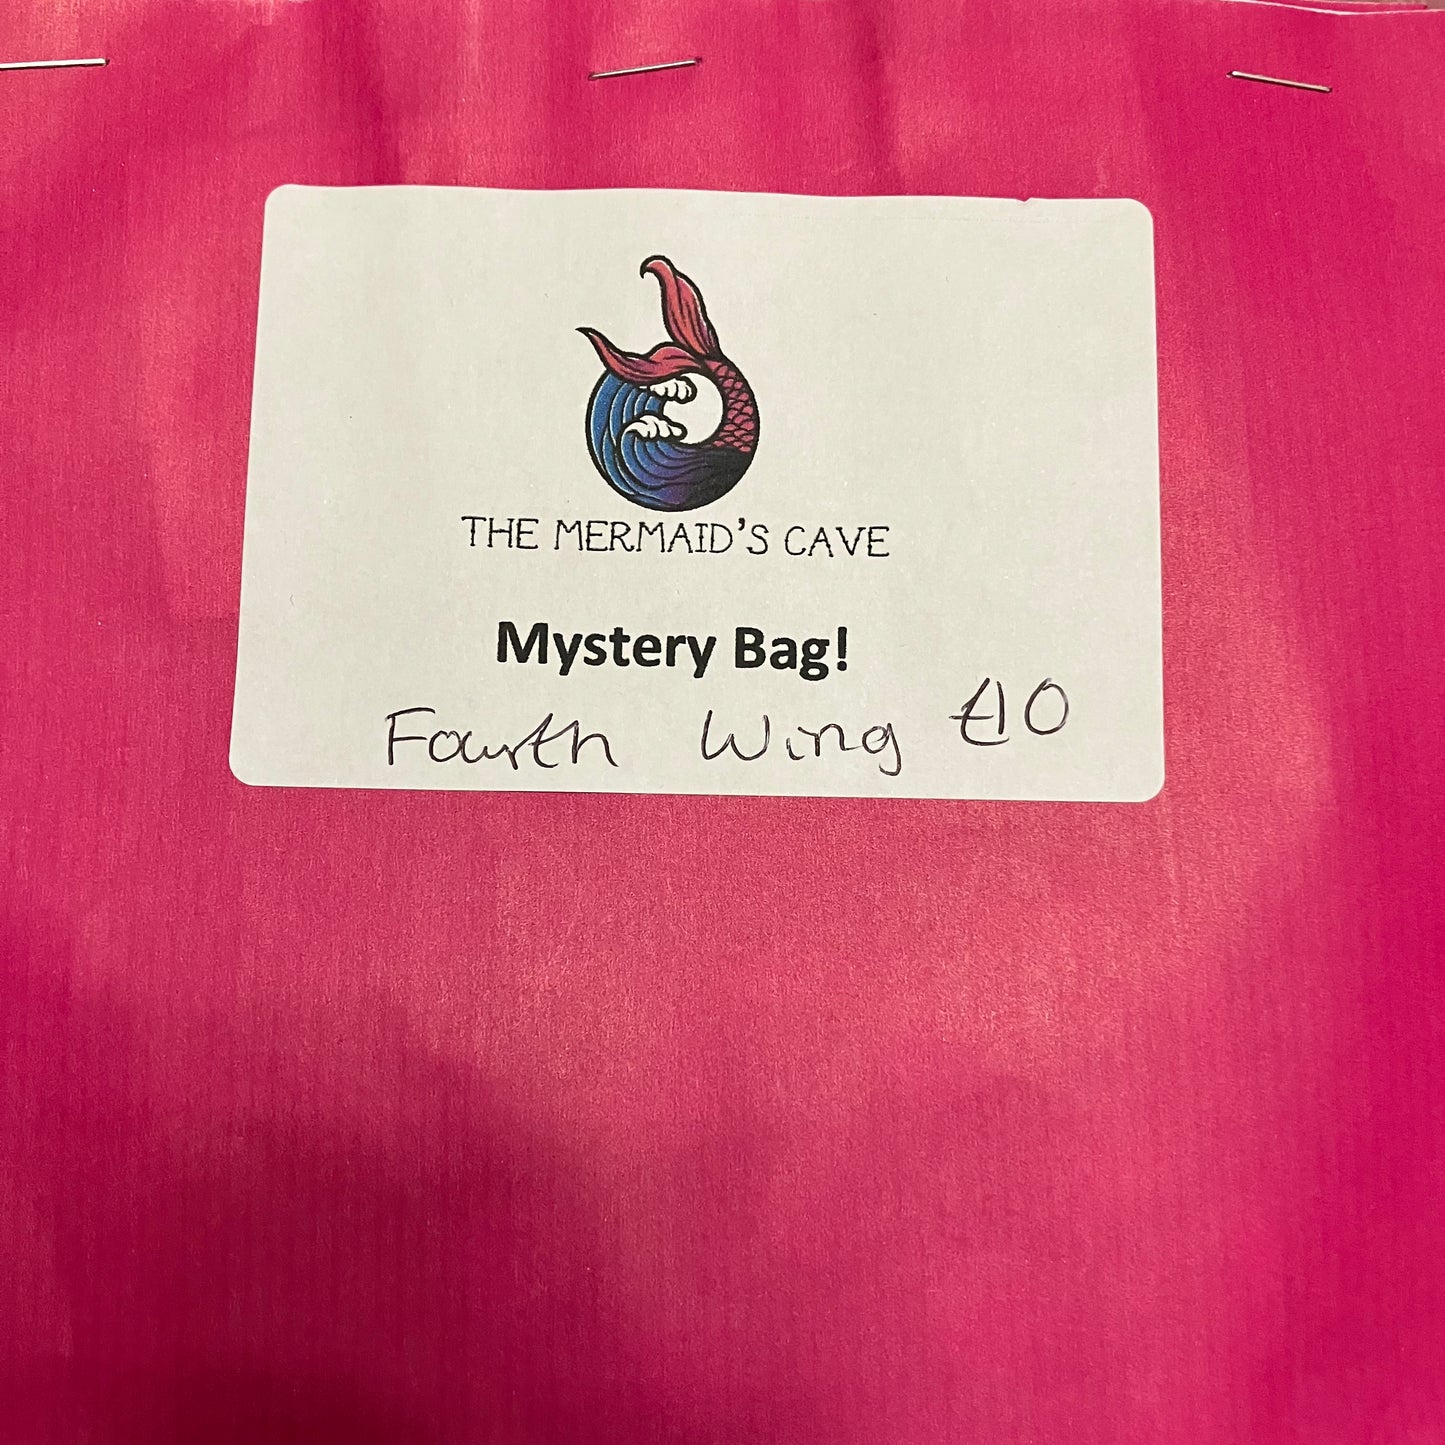 THE MERMAID'S CAVE
Mystery Bag!
Fourth Wing £10